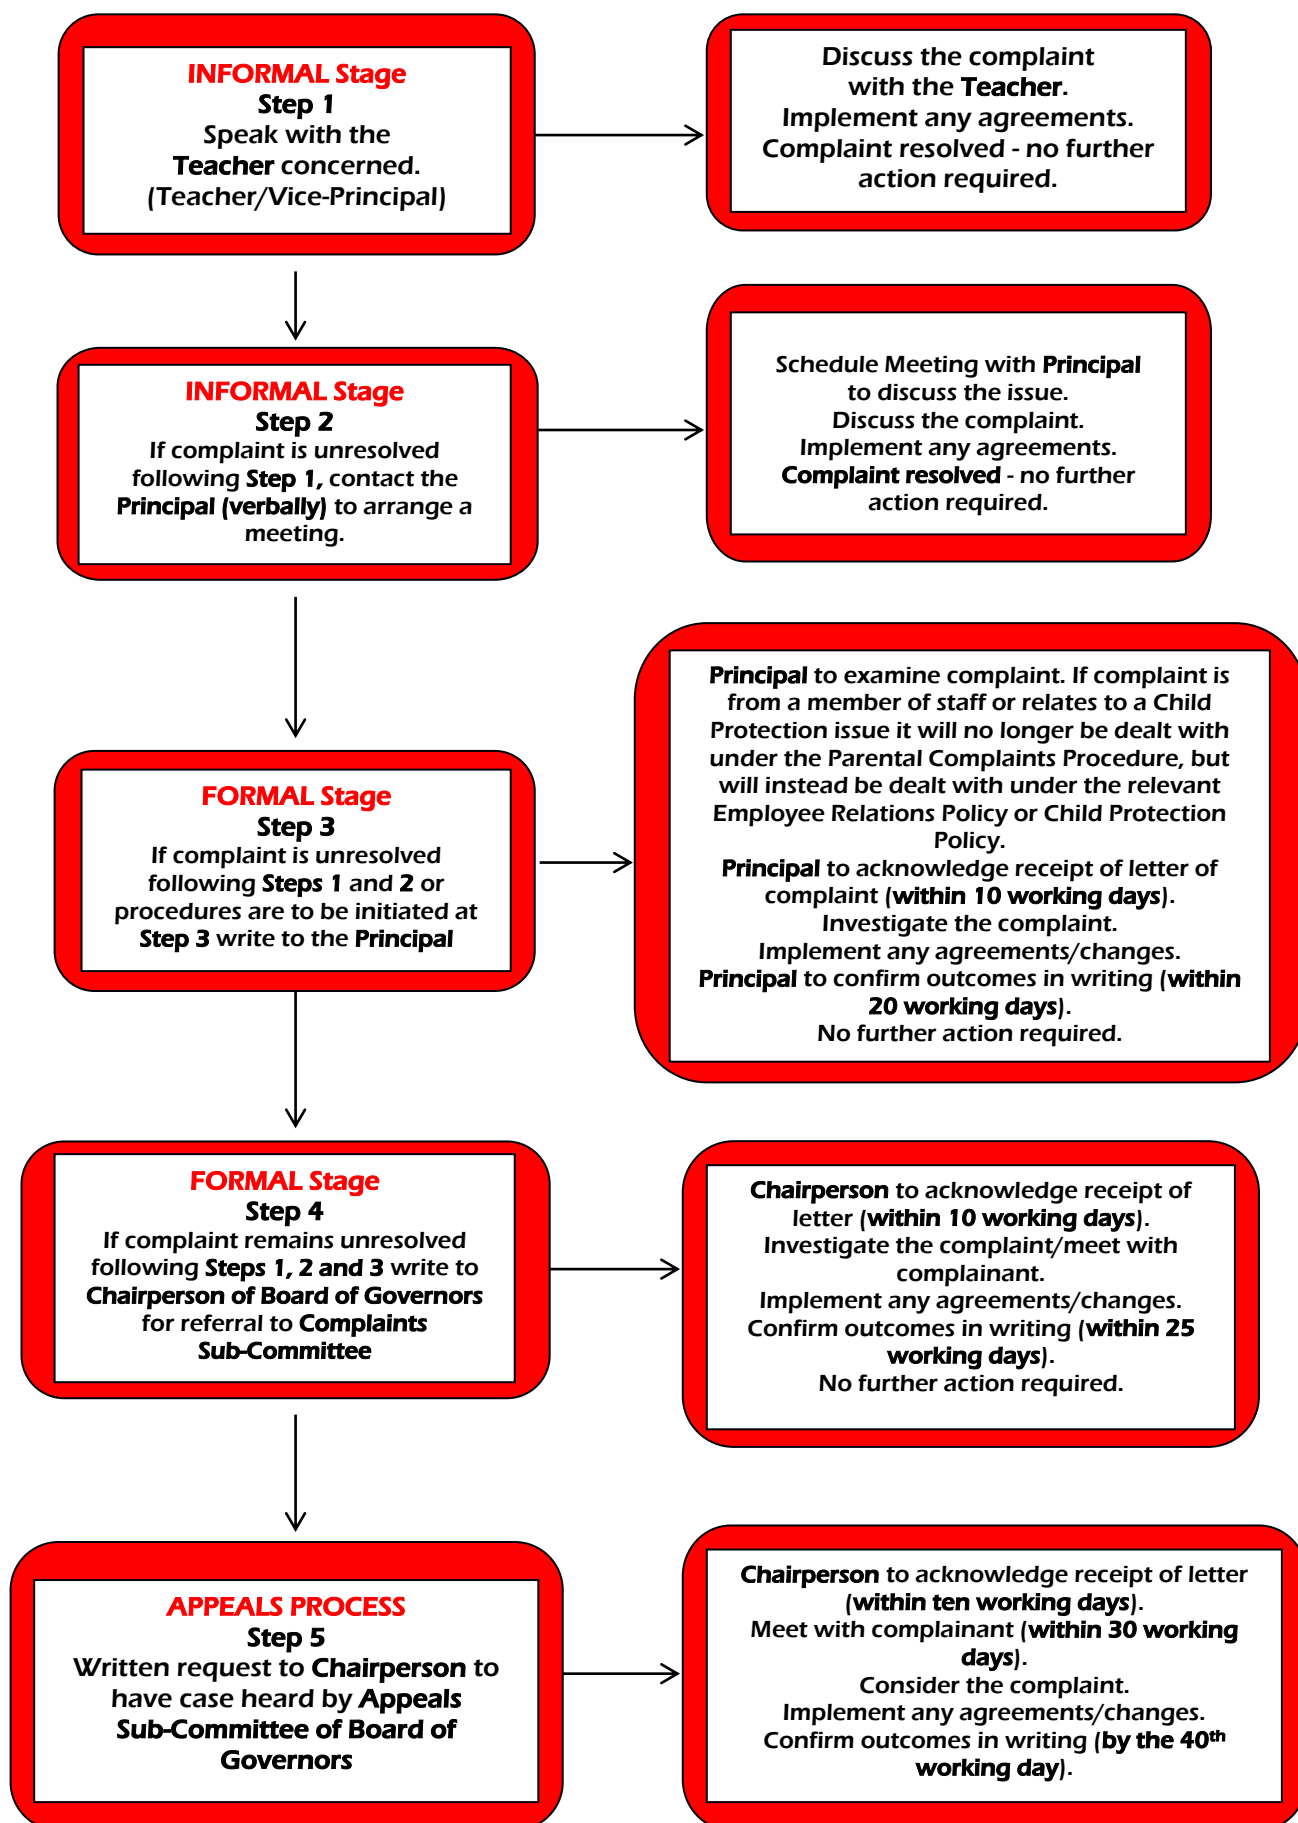 INFORMAL Stage
Step 1
Speak with the
Teacher concerned.
(Teacher/Vice-Principal)
Discuss the complaint
with the Teacher.
Implement any agreements.
Complaint resolved - no further
action required.
INFORMAL Stage
Step 2
If complaint is unresolved
following Step 1, contact the
Principal (verbally) to arrange a
meeting.
Schedule Meeting with Principal
to discuss the issue.
Discuss the complaint.
Implement any agreements.
Complaint resolved - no further
action required.
FORMAL Stage
Step 3
If complaint is unresolved
following Steps 1 and 2 or
procedures are to be initiated at
Step 3 write to the Principal
Principal to examine complaint. If complaint is
from a member of staff or relates to a Child
Protection issue it will no longer be dealt with
under the Parental Complaints Procedure, but
will instead be dealt with under the relevant
Employee Relations Policy or Child Protection
Policy.
Principal to acknowledge receipt of letter of
complaint (within 10 working days).
Investigate the complaint.
Implement any agreements/changes.
Principal to confirm outcomes in writing (within
20 working days).
No further action required.
FORMAL Stage
Step 4
If complaint remains unresolved
following Steps 1, 2 and 3 write to
Chairperson of Board of Governors
for referral to Complaints
Sub-Committee
Chairperson to acknowledge receipt of
letter (within 10 working days).
Investigate the complaint/meet with
complainant.
Implement any agreements/changes.
Confirm outcomes in writing (within 25
working days).
No further action required.
APPEALS PROCESS
Step 5
Written request to Chairperson to
have case heard by Appeals
Sub-Committee of Board of
Governors
Chairperson to acknowledge receipt of letter
(within ten working days).
Meet with complainant (within 30 working
days).
Consider the complaint.
Implement any agreements/changes.
Confirm outcomes in writing (by the 40th
working day).